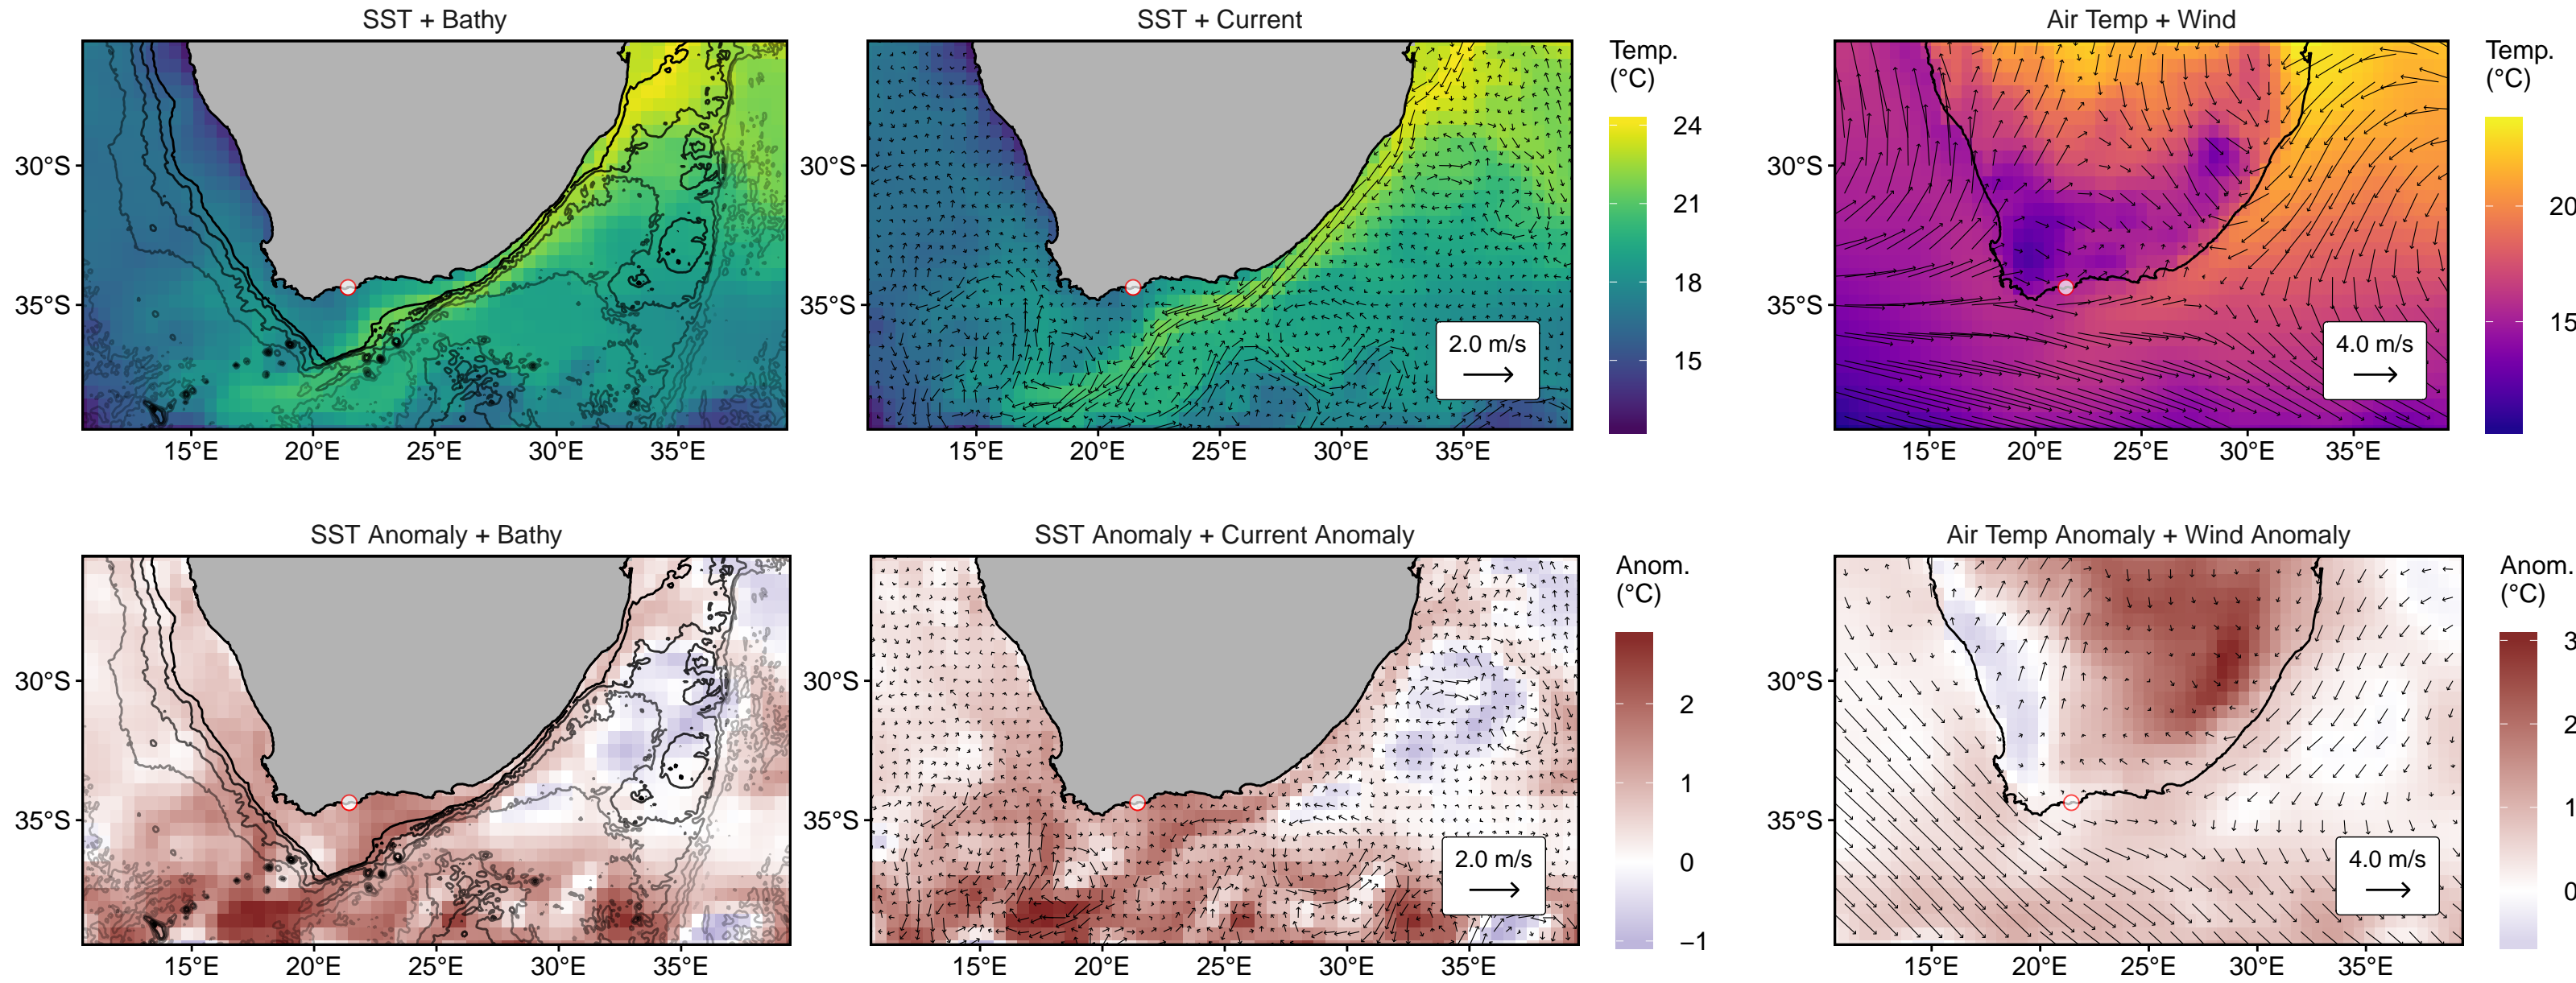 SST + Bathy
SST + Current
Air Temp + Wind
30°S
35°S
15°E 20°E 25°E 30°E 35°E
30°S
35°S
2.0 m/s
15°E 20°E 25°E 30°E 35°E
Temp.
(°C)
24
21
18
15
30°S
35°S
4.0 m/s
15°E 20°E 25°E 30°E 35°E
Temp.
(°C)
20
15
SST Anomaly + Bathy
SST Anomaly + Current Anomaly
Air Temp Anomaly + Wind Anomaly
30°S
35°S
15°E 20°E 25°E 30°E 35°E
30°S
35°S
2.0 m/s
15°E 20°E 25°E 30°E 35°E
Anom.
(°C)
2
1
0
−1
30°S
35°S
4.0 m/s
15°E 20°E 25°E 30°E 35°E
Anom.
(°C)
3
2
1
0